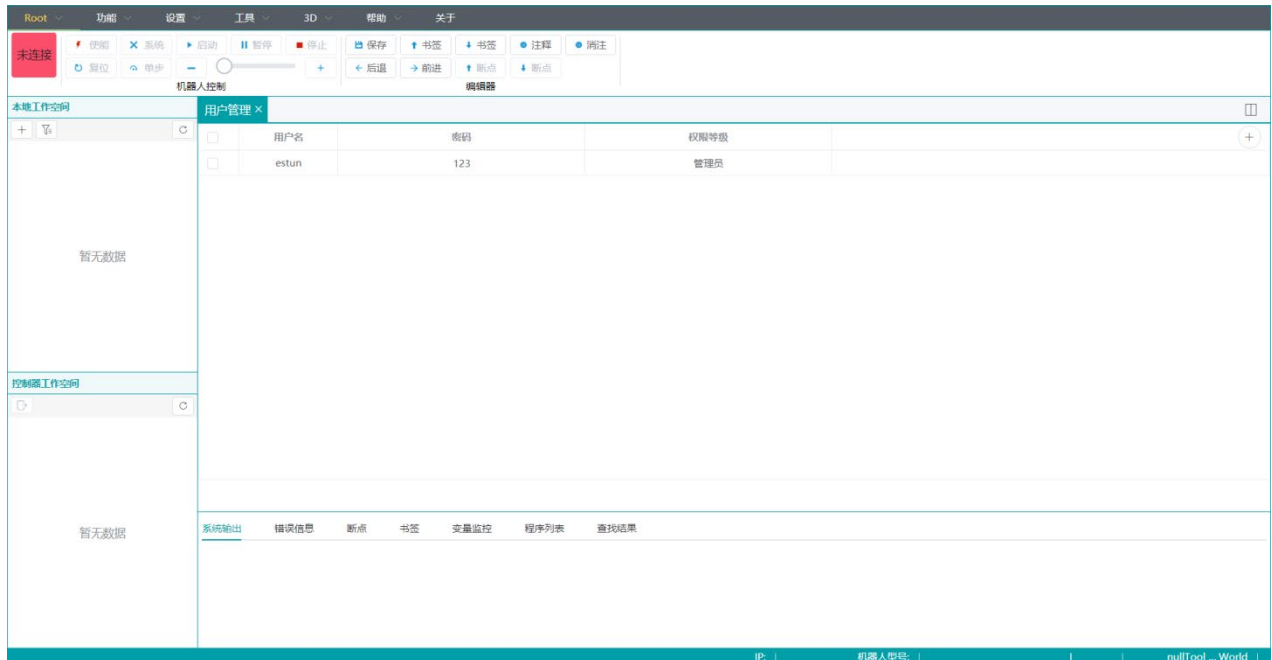 Root 功能 设置 工具 3D 帮助 关于
未连接 使能 系统 启动 暂停 停止 保存 书签 书签 注释 消注
复位 单步 后退 前进 断点 断点
机器人控制 编辑器
本地工作空间 用户管理 ×
用户名 密码 权限等级
estun 123 管理员
暂无数据
控制器工作空间
系统输出 错误信息 断点 书签 变量监控 程序列表 查找结果
暂无数据
IP: | 机器人型号: | | | nullTool ... World |